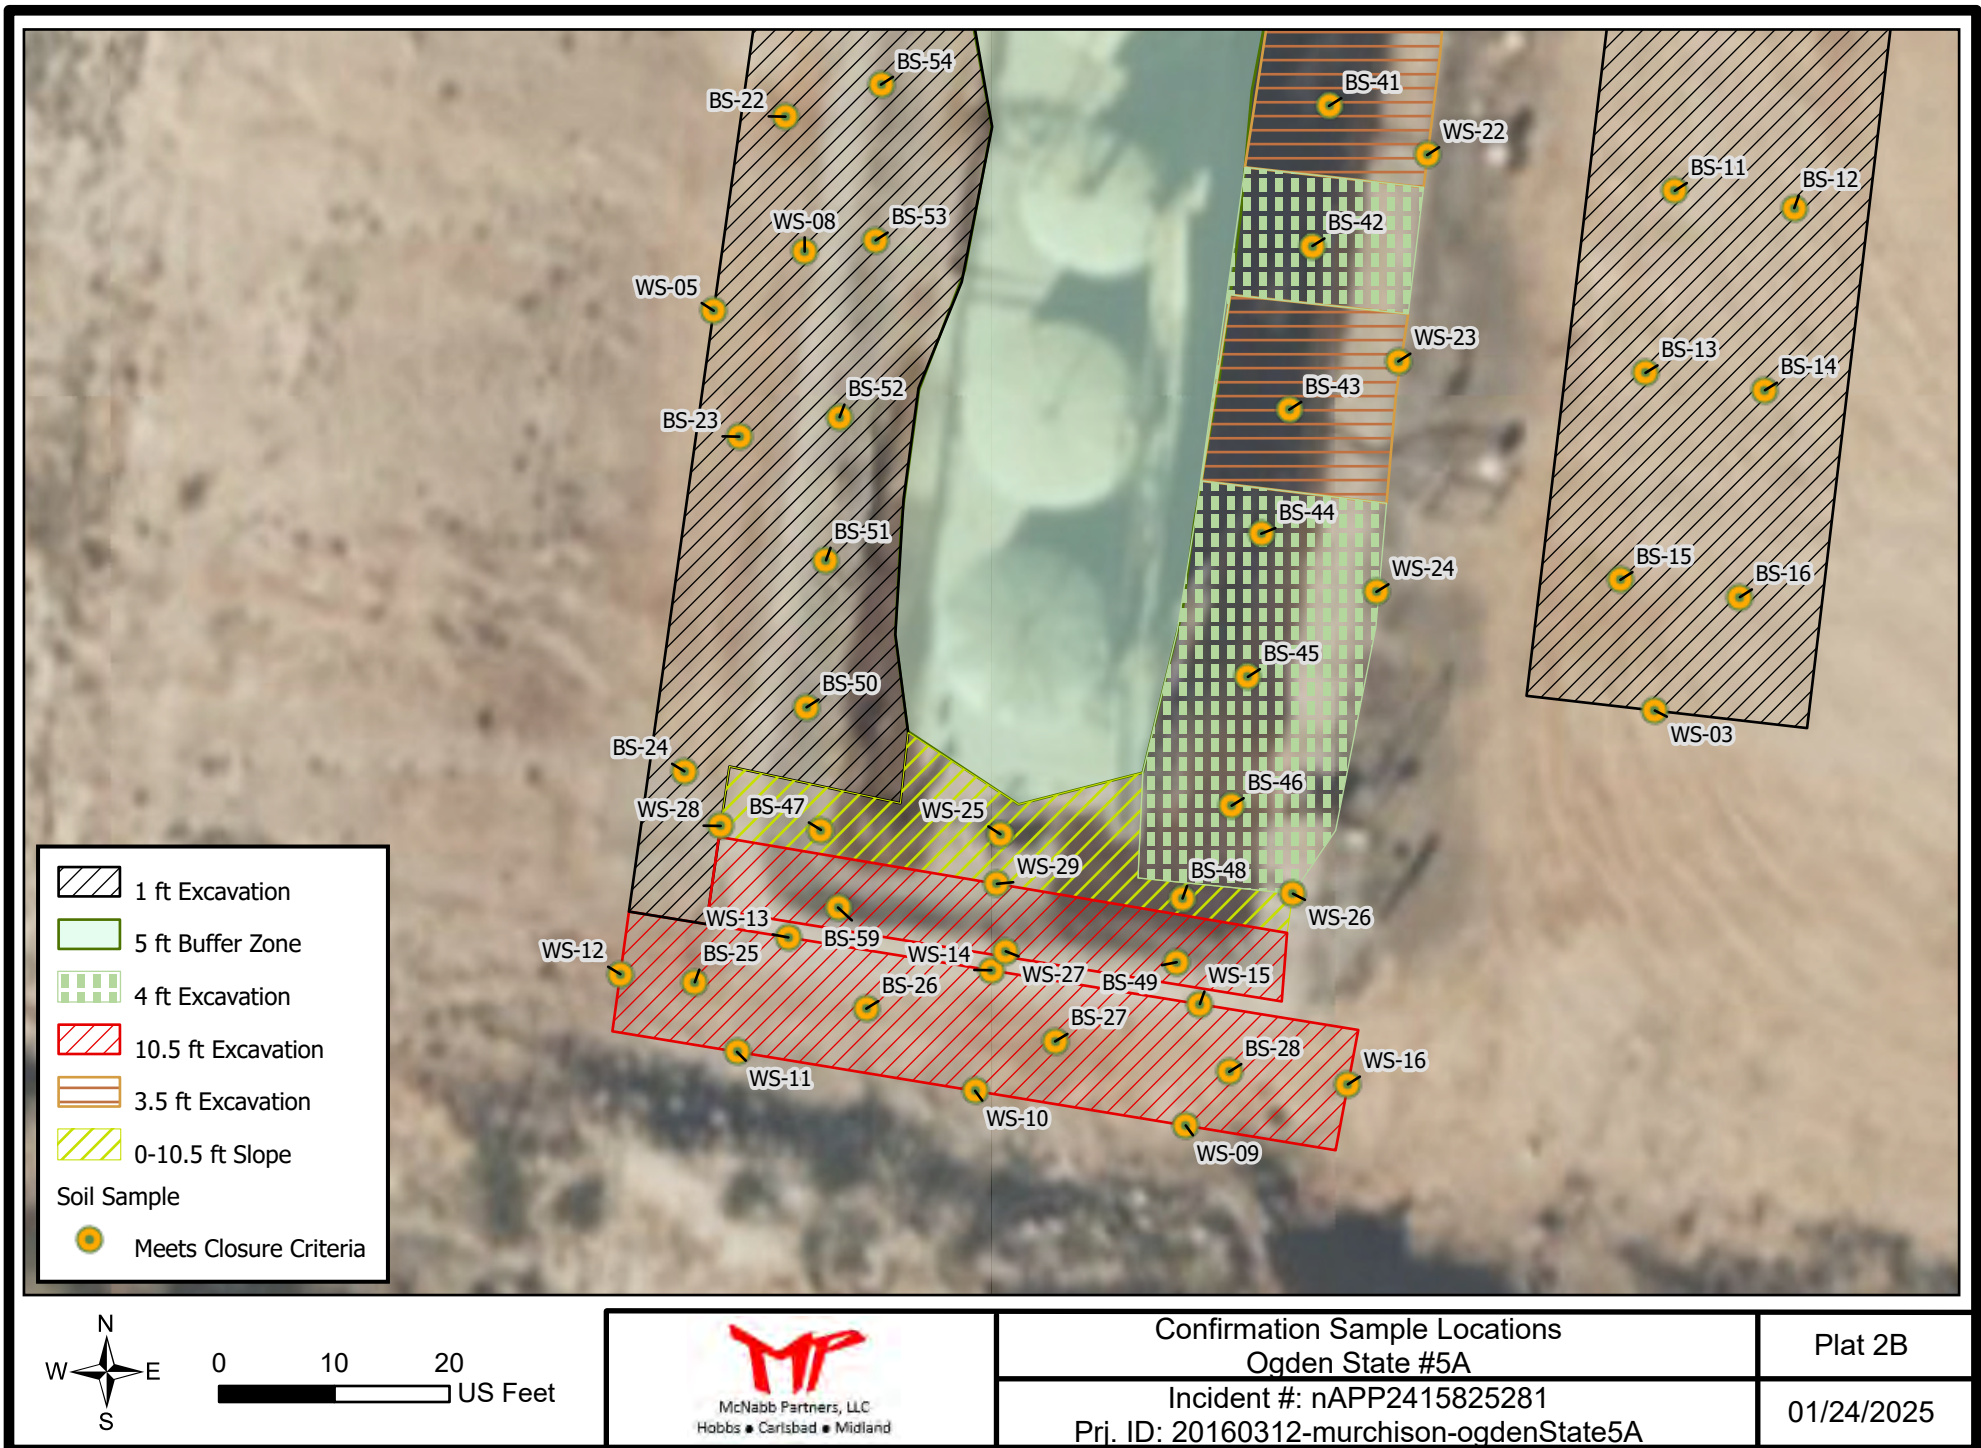 BS-54
BS-22
BS-41
WS-22
BS-11
BS-12
WS-08
BS-53
BS-42
WS-05
WS-23
BS-13
BS-14
BS-52
BS-43
BS-23
BS-44
BS-51
WS-24
BS-15
BS-16
BS-45
BS-50
WS-03
BS-24
BS-46
WS-28
BS-47
WS-25
WS-29
BS-48
WS-26
WS-13
BS-59
WS-12
BS-25
WS-14
WS-27
BS-49
WS-15
BS-26
BS-27
BS-28
WS-16
WS-11
WS-10
WS-09
1 ft Excavation
5 ft Buffer Zone
4 ft Excavation
10.5 ft Excavation
3.5 ft Excavation
0-10.5 ft Slope
Soil Sample
Meets Closure Criteria
N
W E
S
0 10 20
US Feet
McNabb Partners, LLC
Hobbs ● Carlsbad ● Midland
Confirmation Sample Locations
Ogden State #5A
Incident #: nAPP2415825281
Prj. ID: 20160312-murchison-ogdenState5A
Plat 2B
01/24/2025